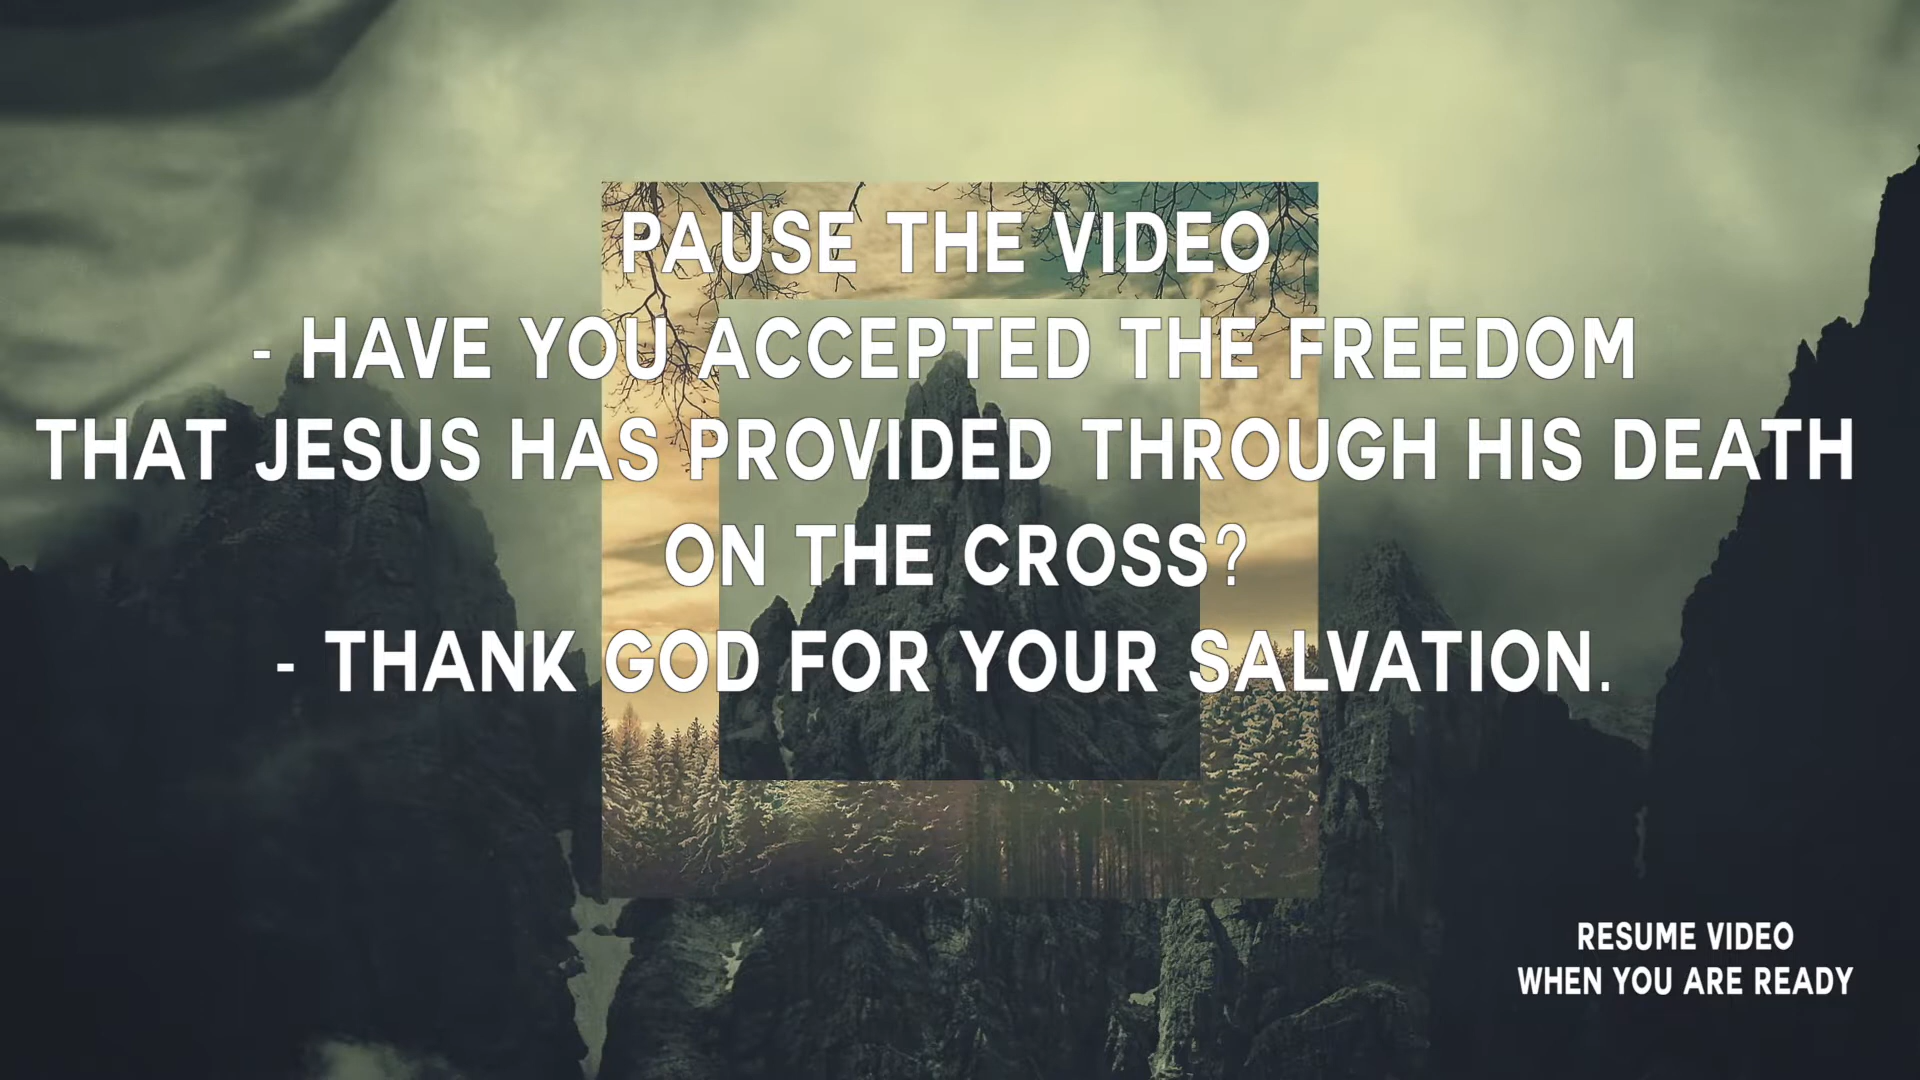 PAUSE THE VIDEO
- HAVE YOU ACCEPTED THE FREEDOM
THAT JESUS HAS PROVIDED THROUGH HIS DEATH
ON THE CROSS?
- THANK GOD FOR YOUR SALVATION.
RESUME VIDEO
WHEN YOU ARE READY